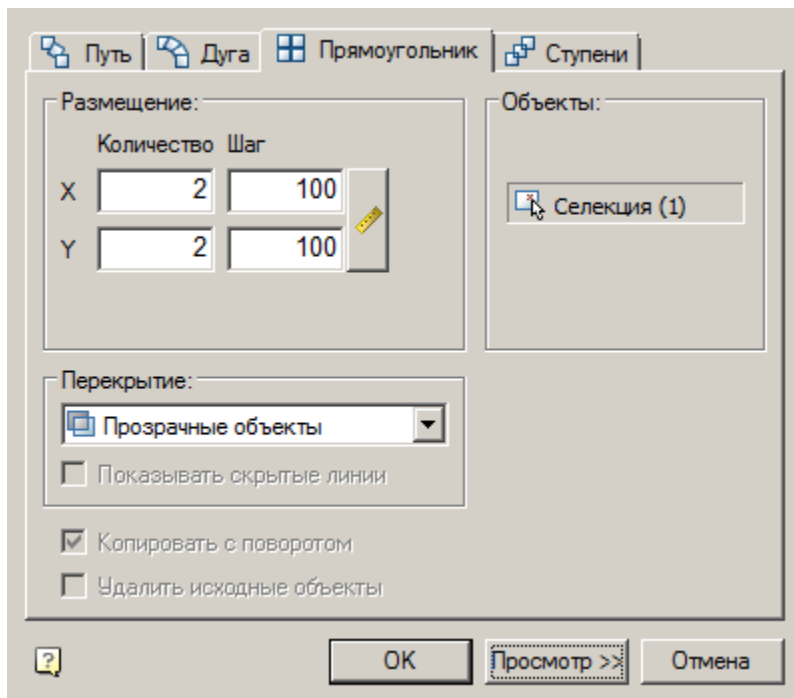 Путь Дуга Прямоугольник Ступени
Размещение: Объекты:
Количество Шаг
X 2 100
Селекция (1)
Y 2 100
Перекрытие:
Прозрачные объекты
Показывать скрытые линии
Копировать с поворотом
Удалить исходные объекты
? OK Просмотр >> Отмена